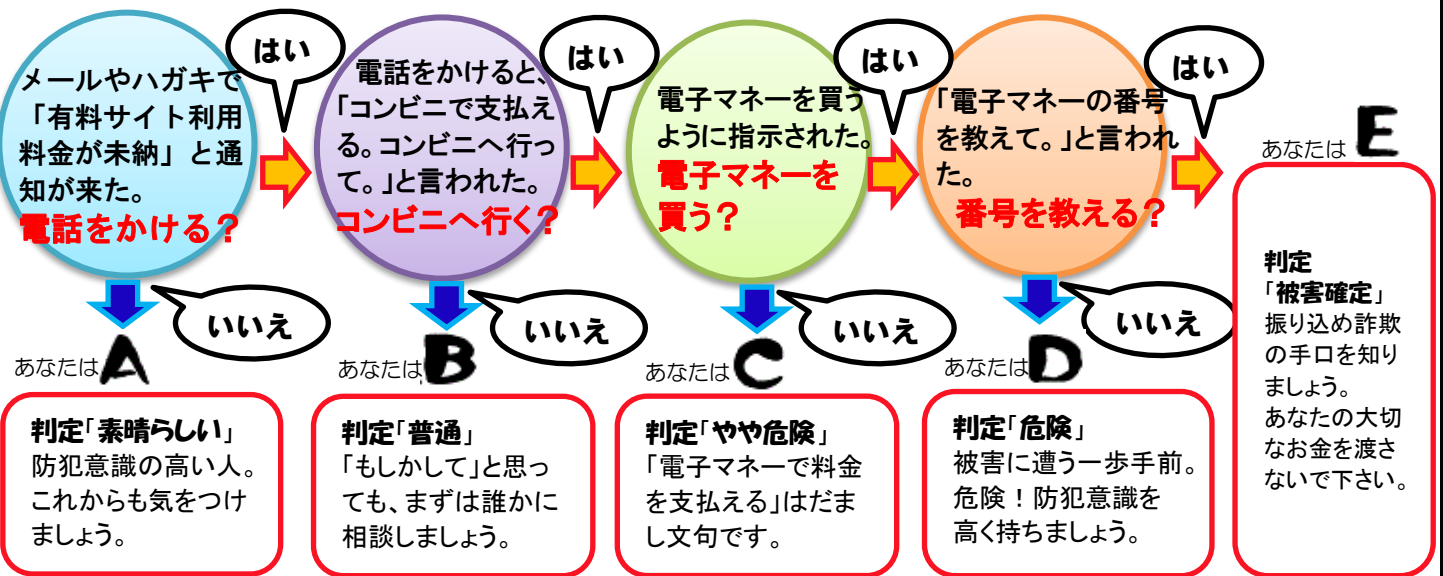 メールやハガキで
「有料サイト利用
料金が未納」と通
知が来た。
電話をかける?
はい
電話をかけると、
「コンビニで支払え
る。コンビニへ行っ
て。」と言われた。
コンビニへ行く?
はい
電子マネーを買う
ように指示された。
電子マネーを
買う?
はい
「電子マネーの番号
を教えて。」と言われ
た。
番号を教える?
はい
いいえ
あなたはA
判定「素晴らしい」
防犯意識の高い人。
これからも気をつけ
ましょう。
いいえ
あなたはB
判定「普通」
「もしかして」と思っ
ても、まずは誰かに
相談しましょう。
いいえ
あなたはC
判定「やや危険」
「電子マネーで料金
を支払える」はだま
し文句です。
いいえ
あなたはD
判定「危険」
被害に遭う一歩手前。
危険!防犯意識を
高く持ちましょう。
あなたは E
判定
「被害確定」
振り込め詐欺
の手口を知り
ましょう。
あなたの大切
なお金を渡さ
ないで下さい。